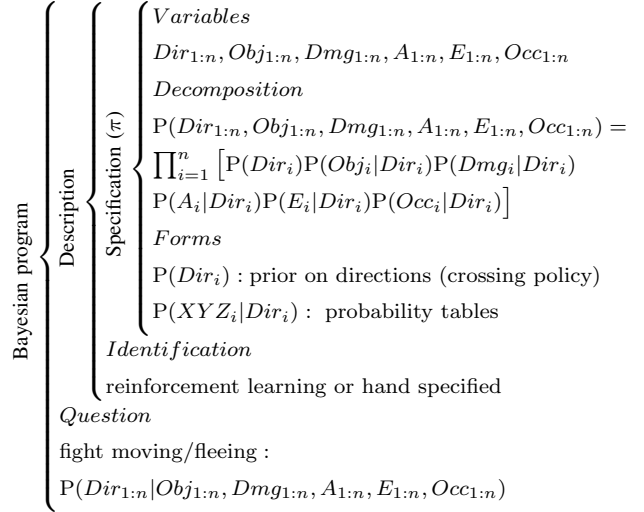 Bayesian program
Description
Specification (π)
Variables
Dir_{1:n}, Obj_{1:n}, Dmg_{1:n}, A_{1:n}, E_{1:n}, Occ_{1:n}
Decomposition
P(Dir_{1:n}, Obj_{1:n}, Dmg_{1:n}, A_{1:n}, E_{1:n}, Occ_{1:n}) =
∏_{i=1}^{n} [P(Dir_i)P(Obj_i|Dir_i)P(Dmg_i|Dir_i)
P(A_i|Dir_i)P(E_i|Dir_i)P(Occ_i|Dir_i)]
Forms
P(Dir_i) : prior on directions (crossing policy)
P(XYZ_i|Dir_i) : probability tables
Identification
reinforcement learning or hand specified
Question
fight moving/fleeing :
P(Dir_{1:n}|Obj_{1:n}, Dmg_{1:n}, A_{1:n}, E_{1:n}, Occ_{1:n})